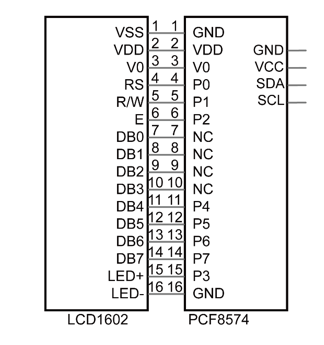 VSS 1 1 GND
VDD 2 2 VDD GND
V0 3 3 V0 VCC
RS 4 4 P0 SDA
R/W 5 5 P1 SCL
E 6 6 P2
DB0 7 7 NC
DB1 8 8 NC
DB2 9 9 NC
DB3 10 10 NC
DB4 11 11 P4
DB5 12 12 P5
DB6 13 13 P6
DB7 14 14 P7
LED+ 15 15 P3
LED- 16 16 GND
LCD1602 PCF8574